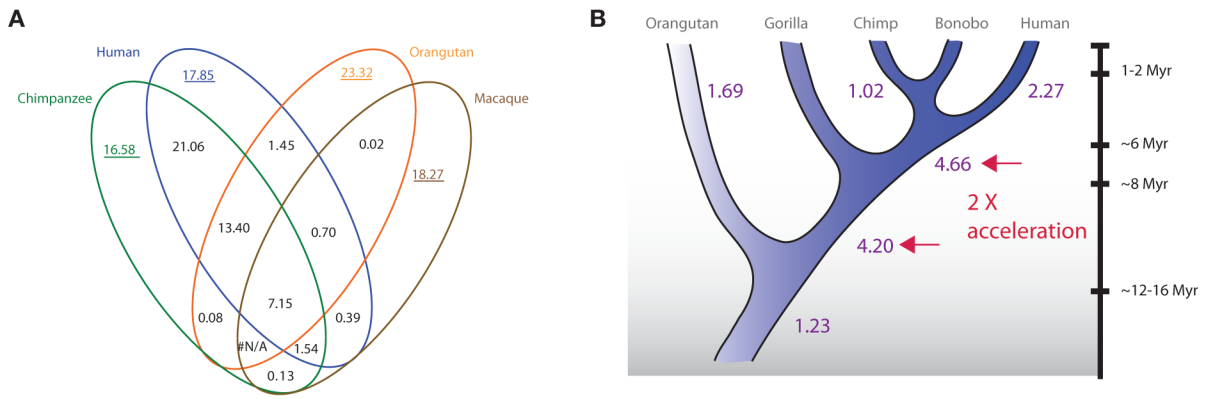 A
Human
Orangutan
Chimpanzee
Macaque
17.85
23.32
16.58
21.06
1.45
0.02
18.27
13.40
0.70
7.15
0.08
0.39
#N/A
1.54
0.13
B
Orangutan
Gorilla
Chimp
Bonobo
Human
1-2 Myr
1.69
1.02
2.27
~6 Myr
4.66
~8 Myr
2 X
acceleration
4.20
~12-16 Myr
1.23